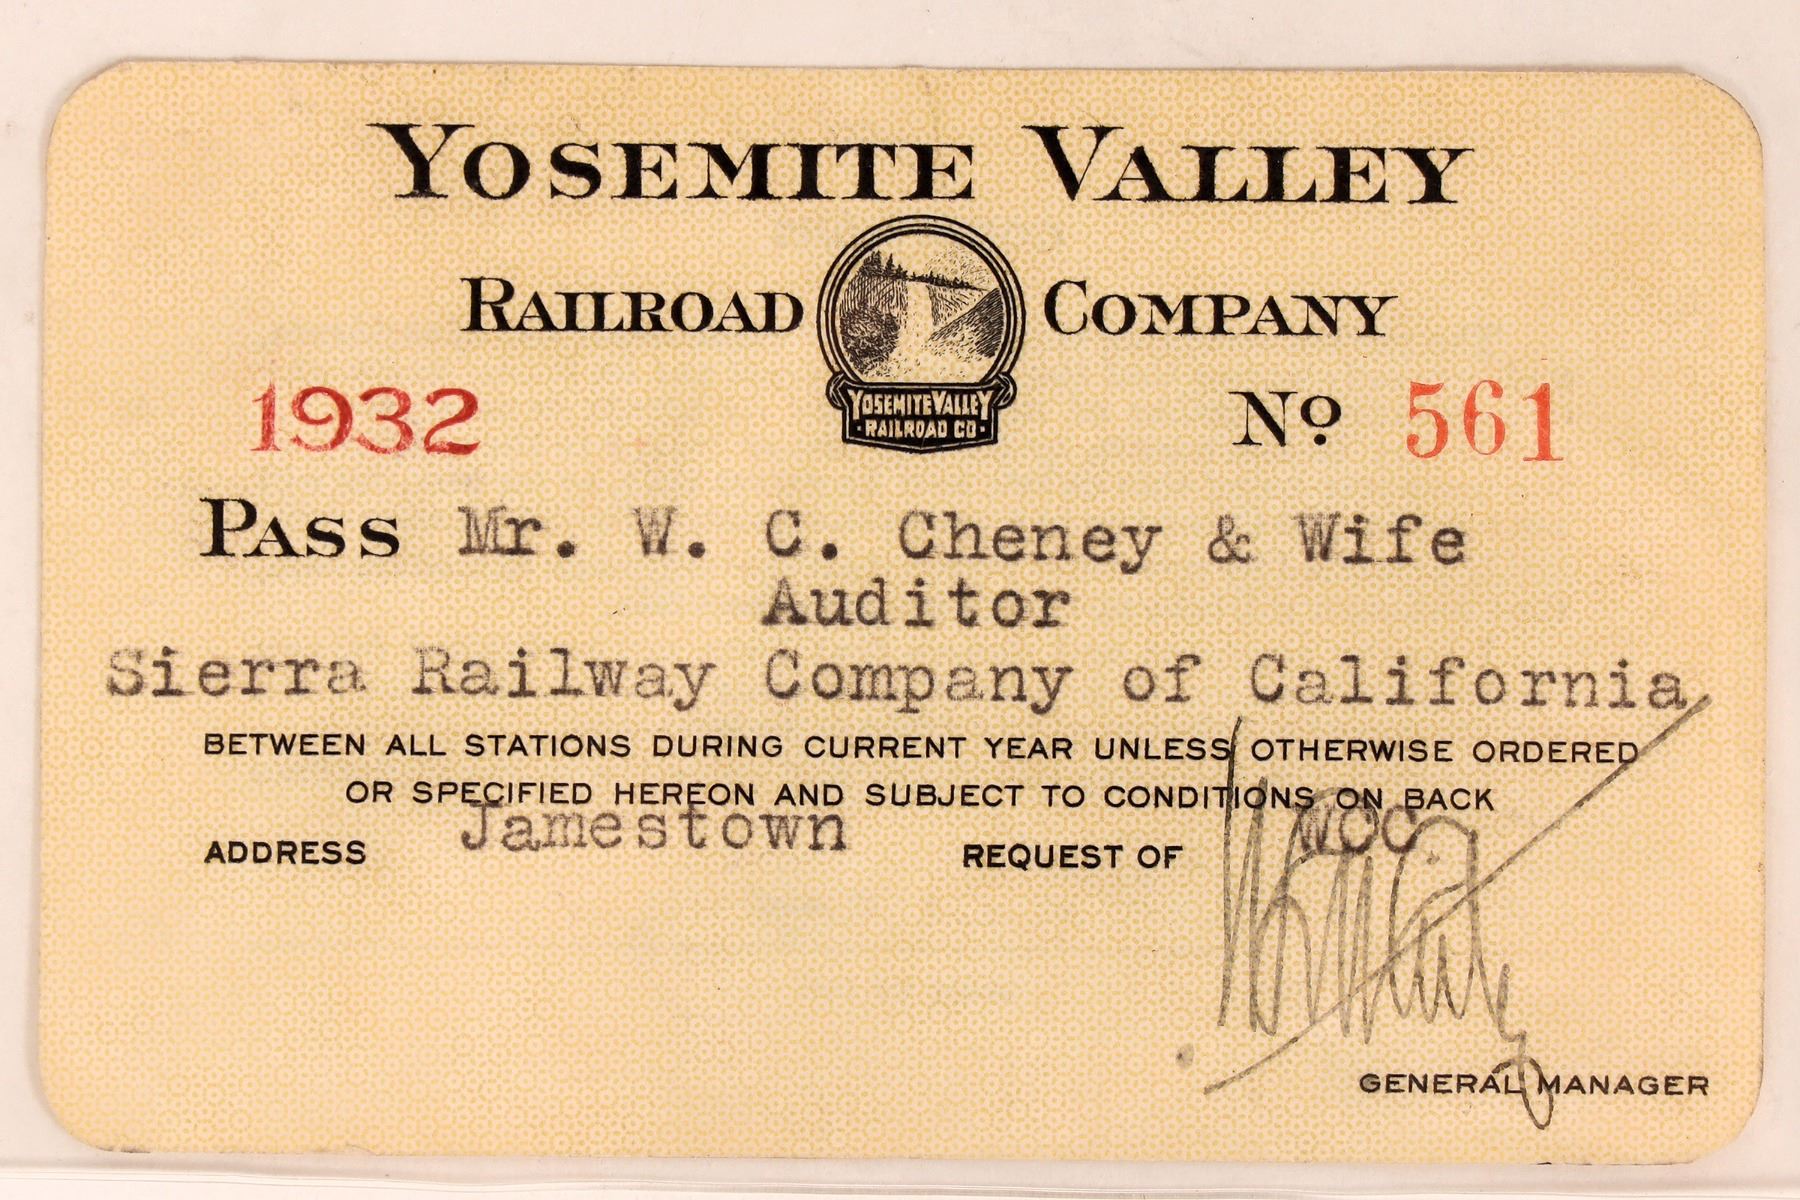 YOSEMITE VALLEY
RAILROAD COMPANY
YOSEMITE VALLEY
· RAILROAD CO ·
1932
No 561
PASS Mr. W. C. Cheney & Wife
Auditor
Sierra Railway Company of California
BETWEEN ALL STATIONS DURING CURRENT YEAR UNLESS OTHERWISE ORDERED
OR SPECIFIED HEREON AND SUBJECT TO CONDITIONS ON BACK
ADDRESS Jamestown REQUEST OF WCC
GENERAL MANAGER